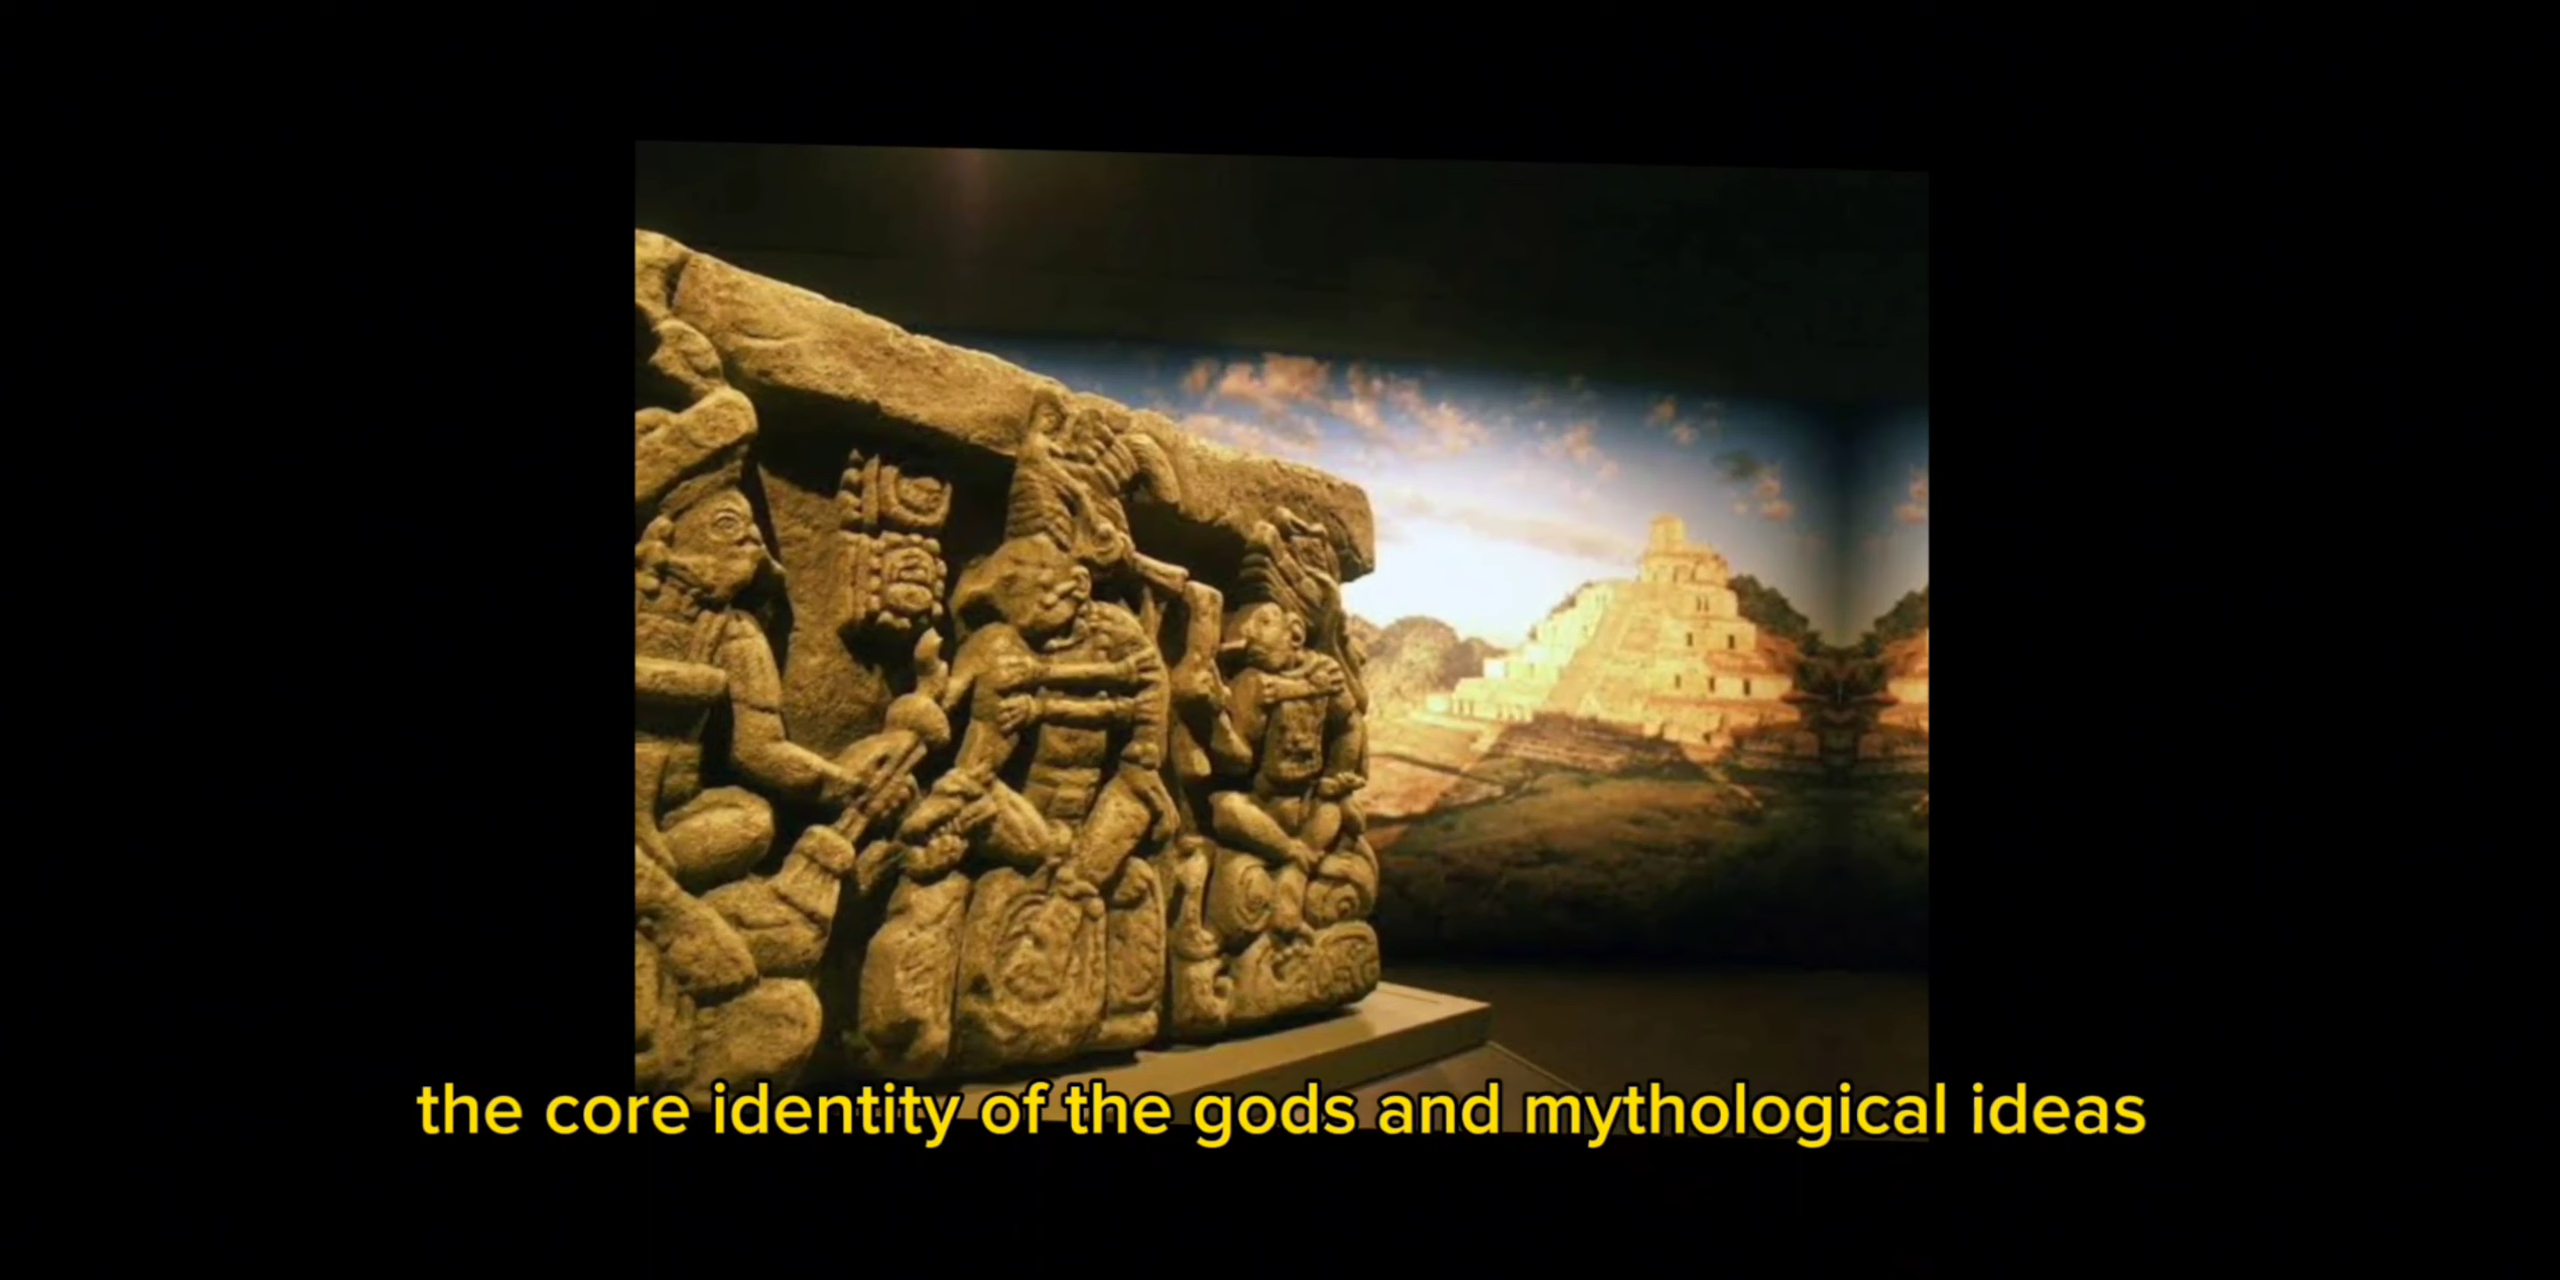 the core identity of the gods and mythological ideas